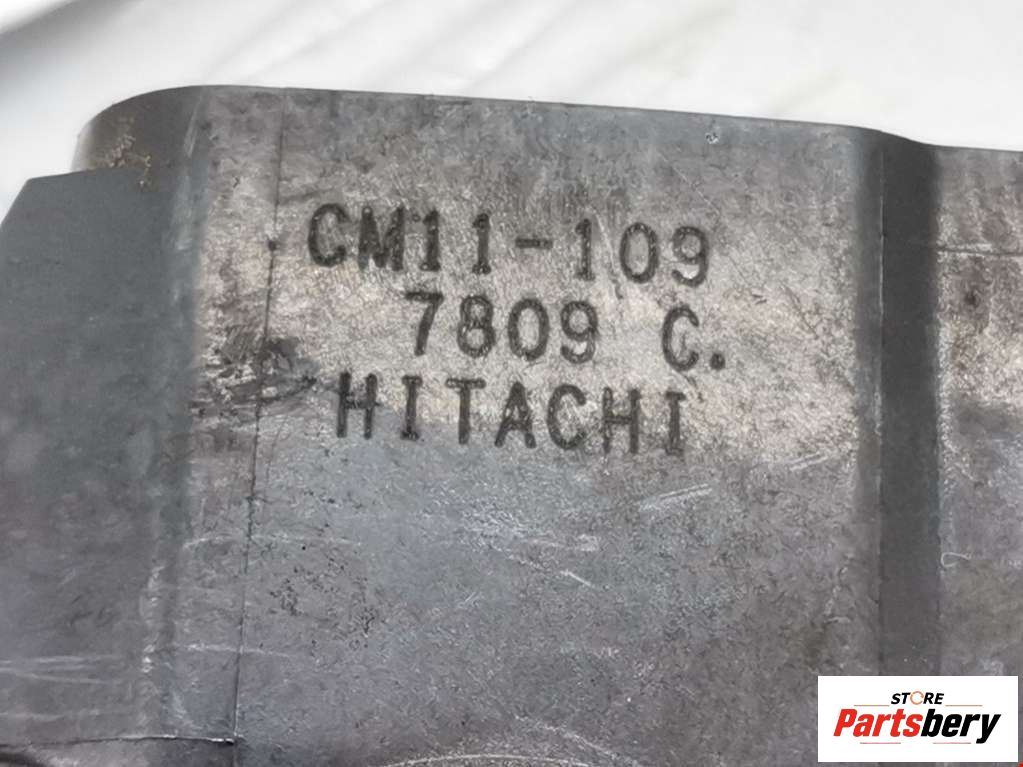 CM11-109
7809 C.
HITACHI
STORE
Partsbery